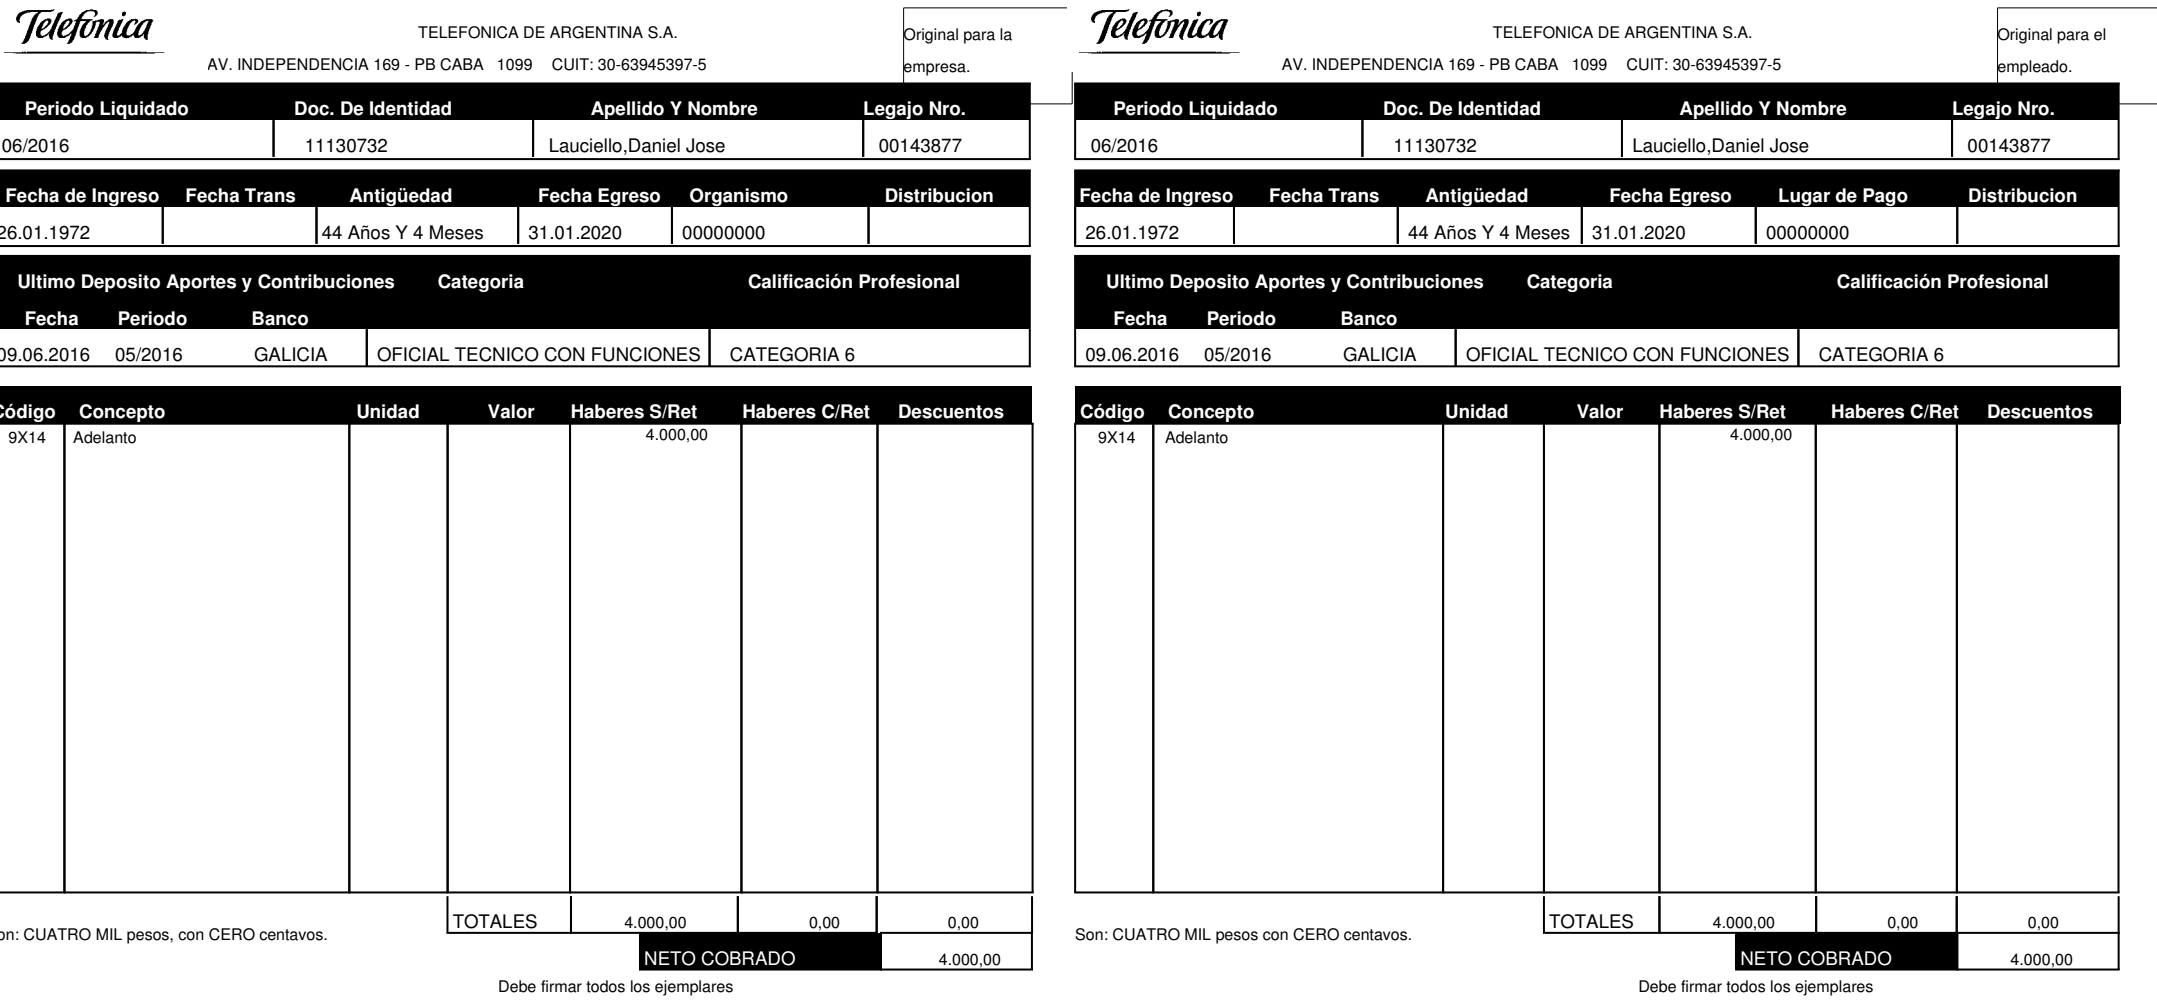 Telefónica
TELEFONICA DE ARGENTINA S.A.
AV. INDEPENDENCIA 169 - PB CABA 1099 CUIT: 30-63945397-5
Original para la
empresa.
Periodo Liquidado Doc. De Identidad Apellido Y Nombre Legajo Nro.
06/2016 11130732 Lauciello,Daniel Jose 00143877
Fecha de Ingreso Fecha Trans Antigüedad Fecha Egreso Organismo Distribucion
26.01.1972 44 Años Y 4 Meses 31.01.2020 00000000
Ultimo Deposito Aportes y Contribuciones Categoria Calificación Profesional
Fecha Periodo Banco
09.06.2016 05/2016 GALICIA OFICIAL TECNICO CON FUNCIONES CATEGORIA 6
Código Concepto Unidad Valor Haberes S/Ret Haberes C/Ret Descuentos
9X14 Adelanto 4.000,00
TOTALES 4.000,00 0,00 0,00
on: CUATRO MIL pesos, con CERO centavos.
NETO COBRADO 4.000,00
Debe firmar todos los ejemplares
Telefónica
TELEFONICA DE ARGENTINA S.A.
AV. INDEPENDENCIA 169 - PB CABA 1099 CUIT: 30-63945397-5
Original para el
empleado.
Periodo Liquidado Doc. De Identidad Apellido Y Nombre Legajo Nro.
06/2016 11130732 Lauciello,Daniel Jose 00143877
Fecha de Ingreso Fecha Trans Antigüedad Fecha Egreso Lugar de Pago Distribucion
26.01.1972 44 Años Y 4 Meses 31.01.2020 00000000
Ultimo Deposito Aportes y Contribuciones Categoria Calificación Profesional
Fecha Periodo Banco
09.06.2016 05/2016 GALICIA OFICIAL TECNICO CON FUNCIONES CATEGORIA 6
Código Concepto Unidad Valor Haberes S/Ret Haberes C/Ret Descuentos
9X14 Adelanto 4.000,00
TOTALES 4.000,00 0,00 0,00
Son: CUATRO MIL pesos con CERO centavos.
NETO COBRADO 4.000,00
Debe firmar todos los ejemplares